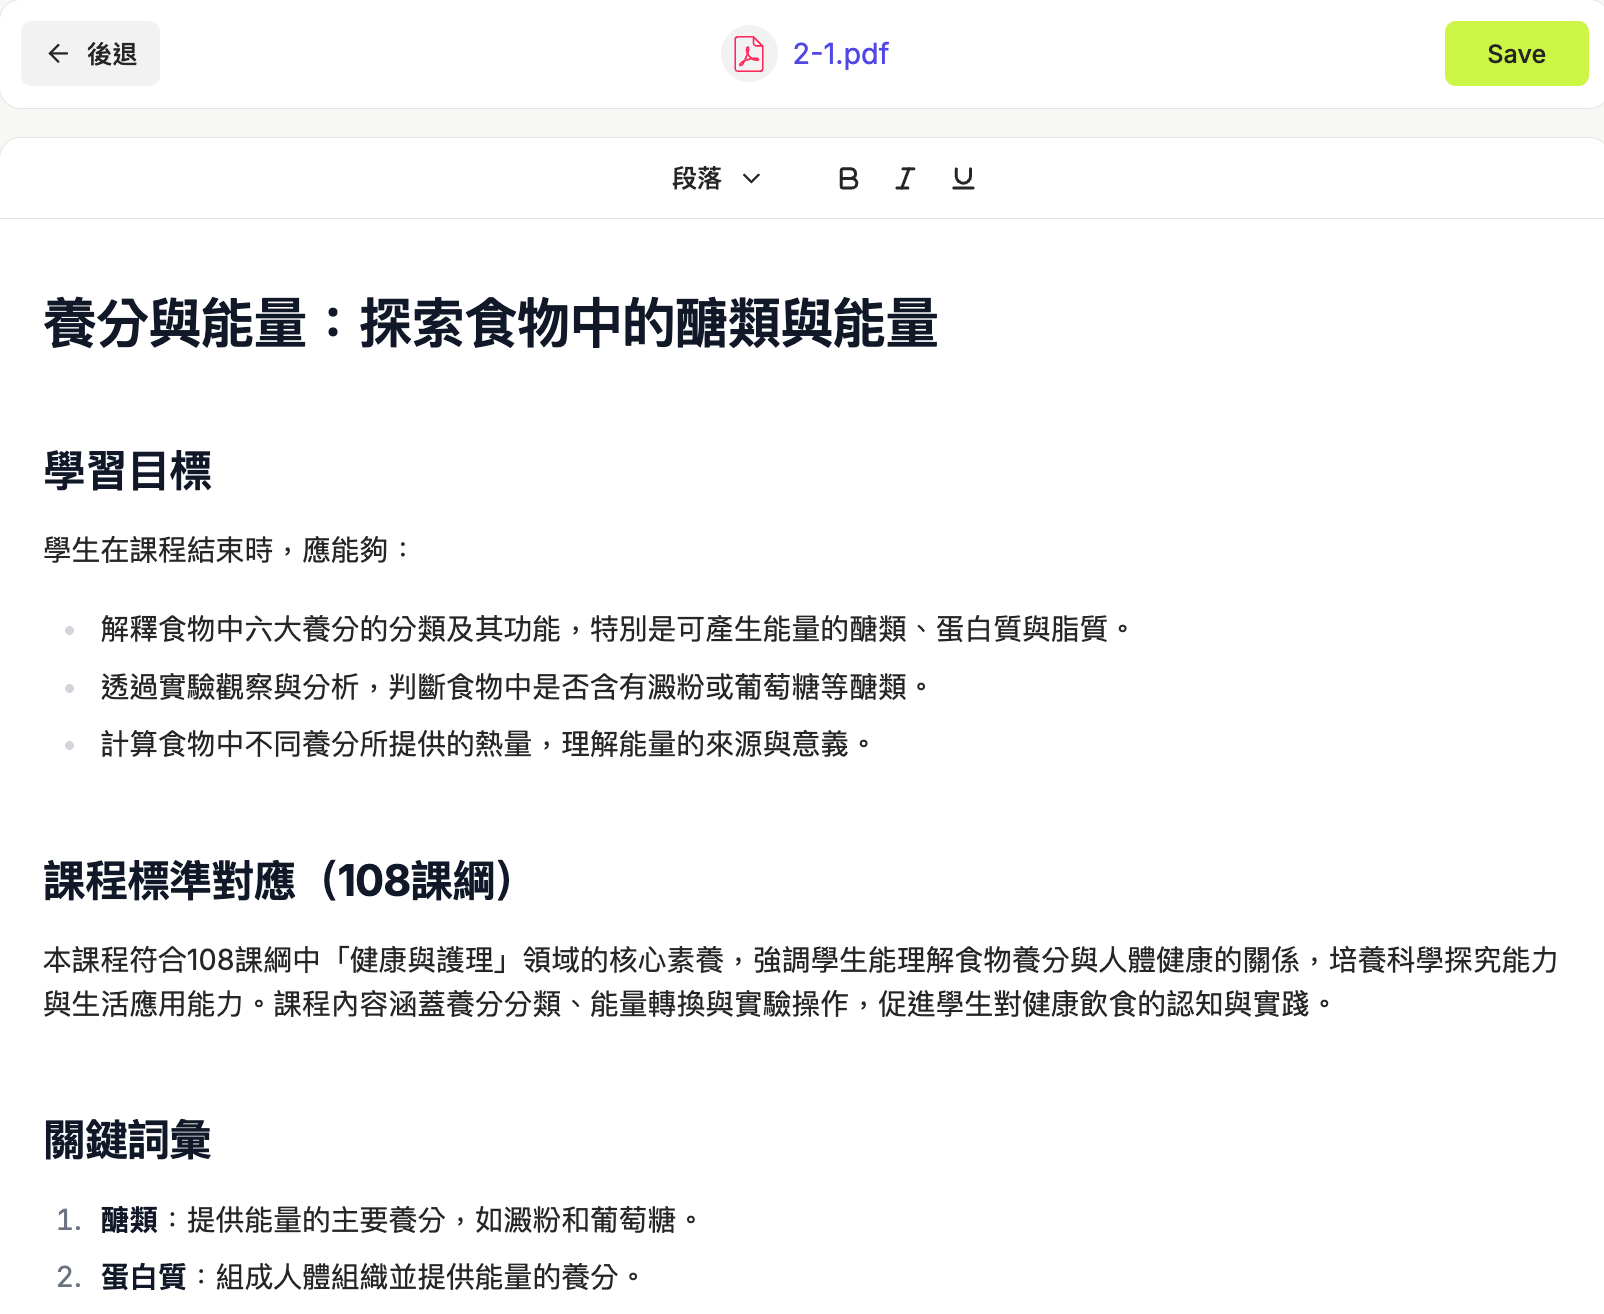 後退
2-1.pdf
Save
段落
B I U
養分與能量：探索食物中的醣類與能量
學習目標
學生在課程結束時，應能夠：
解釋食物中六大養分的分類及其功能，特別是可產生能量的醣類、蛋白質與脂質。
透過實驗觀察與分析，判斷食物中是否含有澱粉或葡萄糖等醣類。
計算食物中不同養分所提供的熱量，理解能量的來源與意義。
課程標準對應（108課綱）
本課程符合108課綱中「健康與護理」領域的核心素養，強調學生能理解食物養分與人體健康的關係，培養科學探究能力
與生活應用能力。課程內容涵蓋養分分類、能量轉換與實驗操作，促進學生對健康飲食的認知與實踐。
關鍵詞彙
1. 醣類：提供能量的主要養分，如澱粉和葡萄糖。
2. 蛋白質：組成人體組織並提供能量的養分。